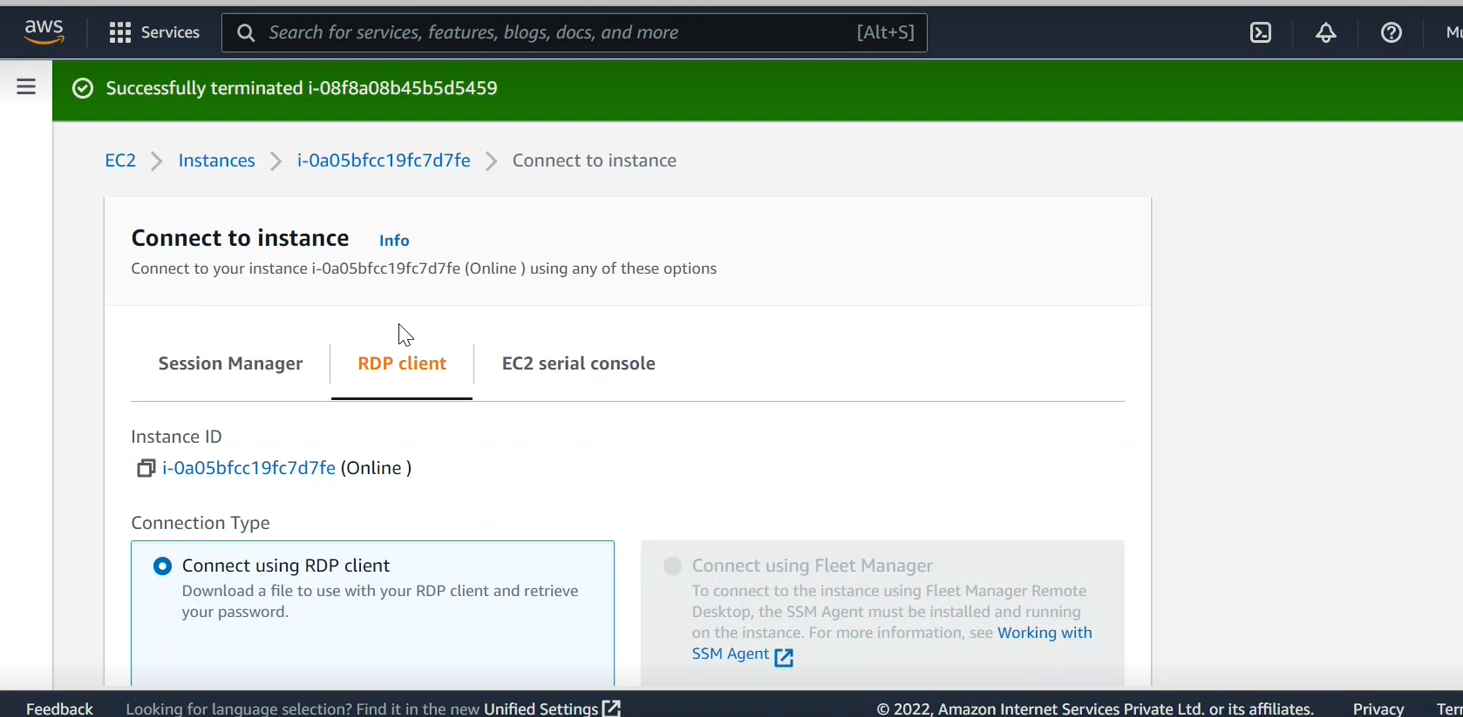 aws
Services
Search for services, features, blogs, docs, and more [Alt+S]
Successfully terminated i-08f8a08b45b5d5459
EC2 Instances i-0a05bfcc19fc7d7fe Connect to instance
Connect to instance Info
Connect to your instance i-0a05bfcc19fc7d7fe (Online ) using any of these options
Session Manager RDP client EC2 serial console
Instance ID
i-0a05bfcc19fc7d7fe (Online )
Connection Type
Connect using RDP client
Download a file to use with your RDP client and retrieve
your password.
Connect using Fleet Manager
To connect to the instance using Fleet Manager Remote
Desktop, the SSM Agent must be installed and running
on the instance. For more information, see Working with
SSM Agent
Feedback Looking for language selection? Find it in the new Unified Settings © 2022, Amazon Internet Services Private Ltd. or its affiliates. Privacy